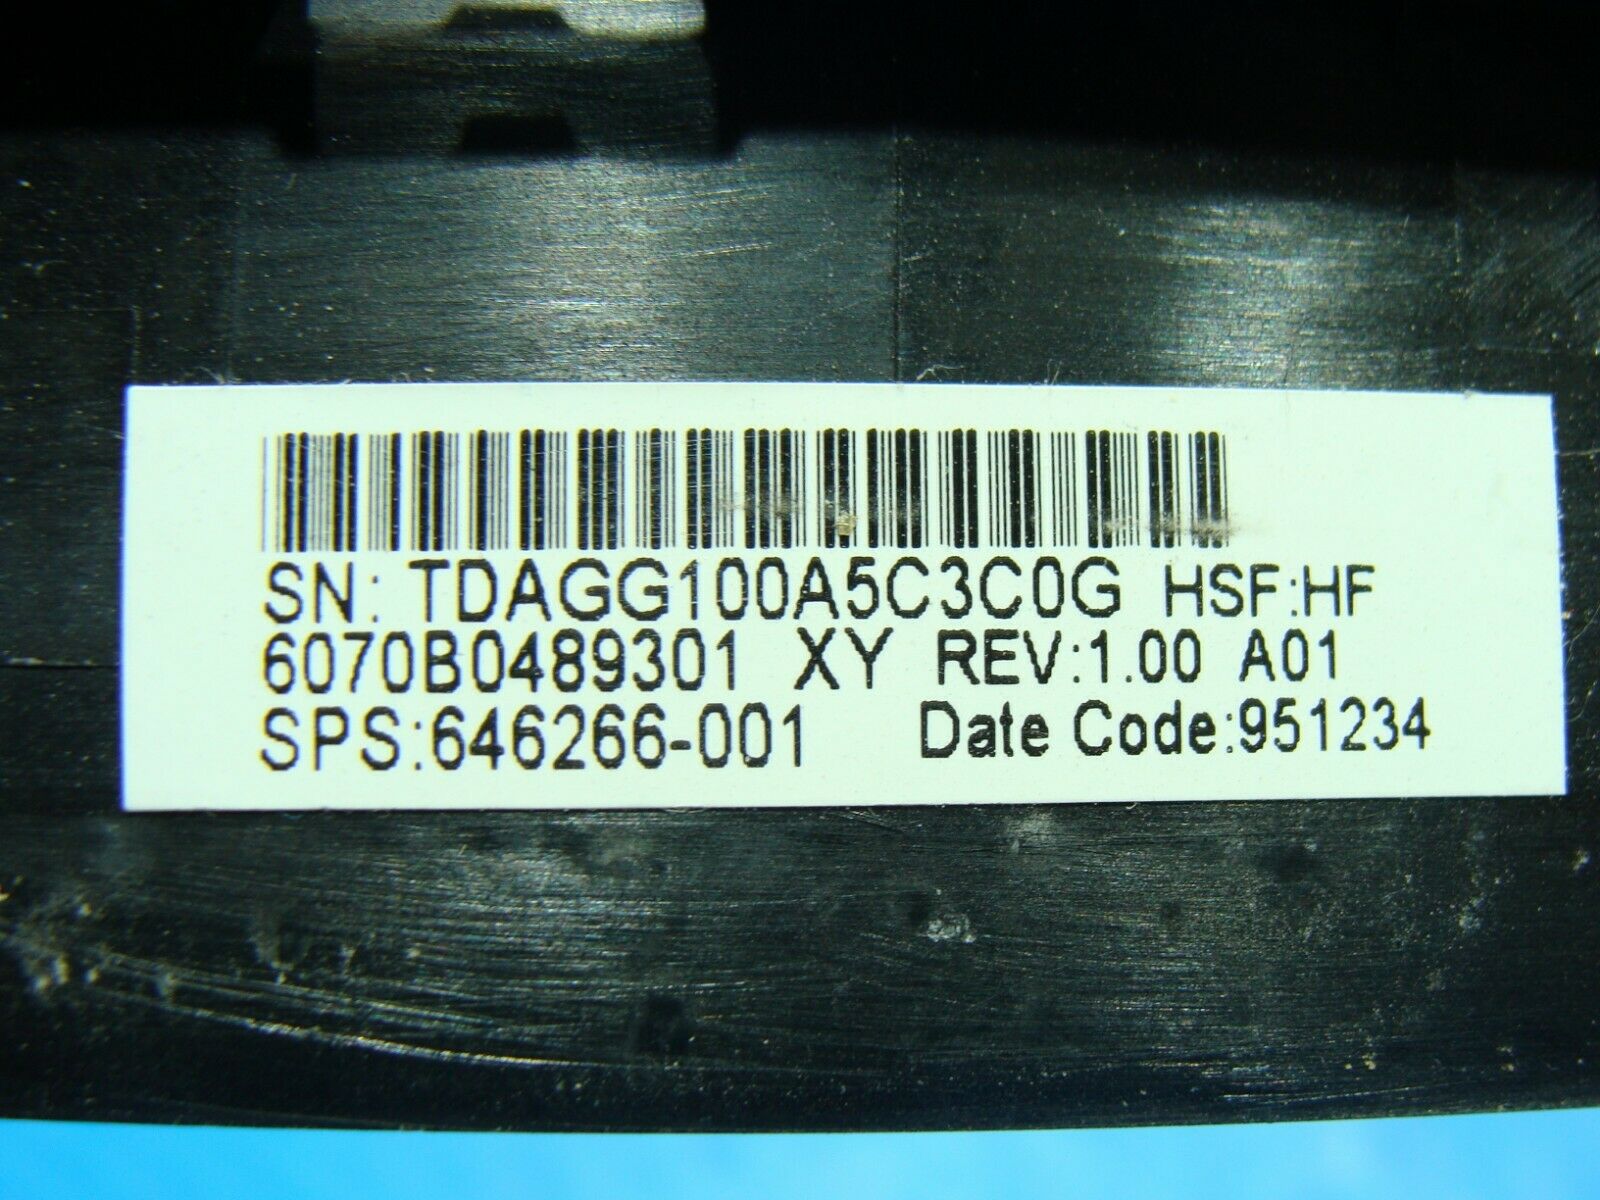 SN: TDAGG100A5C3C0G HSF:HF
6070B0489301 XY REV:1.00 A01
SPS:646266-001 Date Code:951234